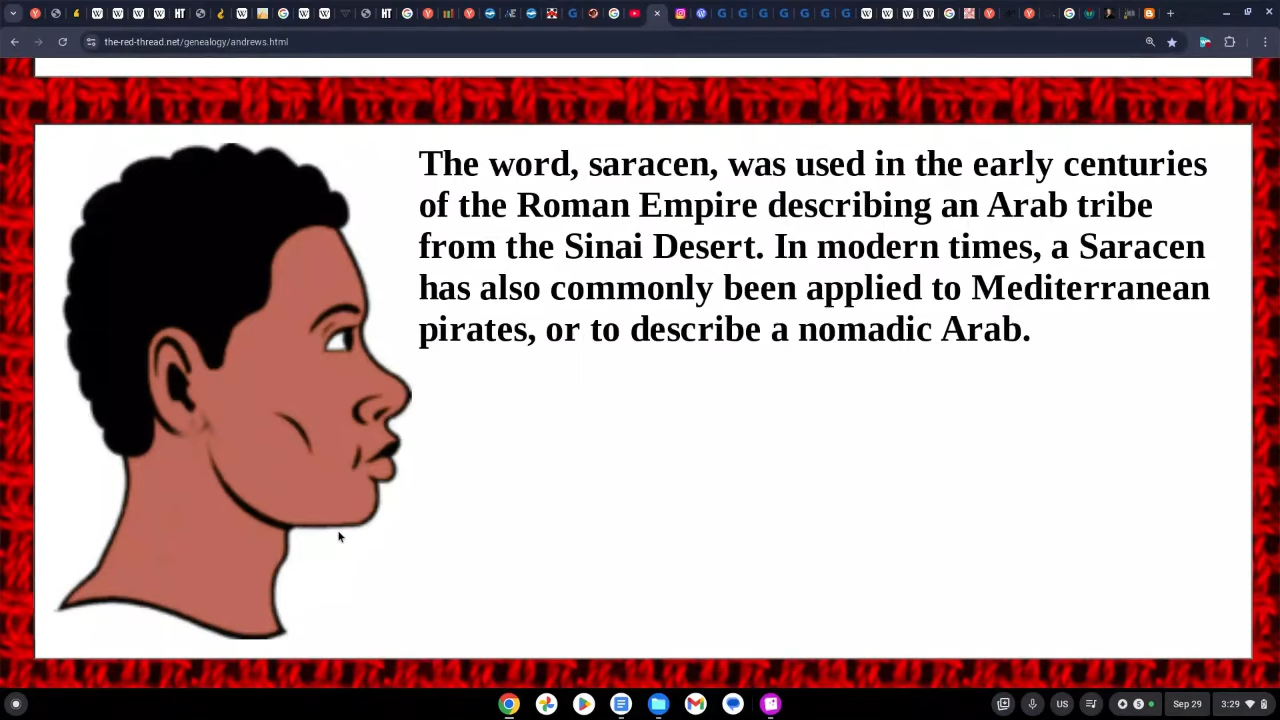 the-red-thread.net/genealogy/andrews.html
The word, saracen, was used in the early centuries
of the Roman Empire describing an Arab tribe
from the Sinai Desert. In modern times, a Saracen
has also commonly been applied to Mediterranean
pirates, or to describe a nomadic Arab.
US
5
Sep 29
3:29